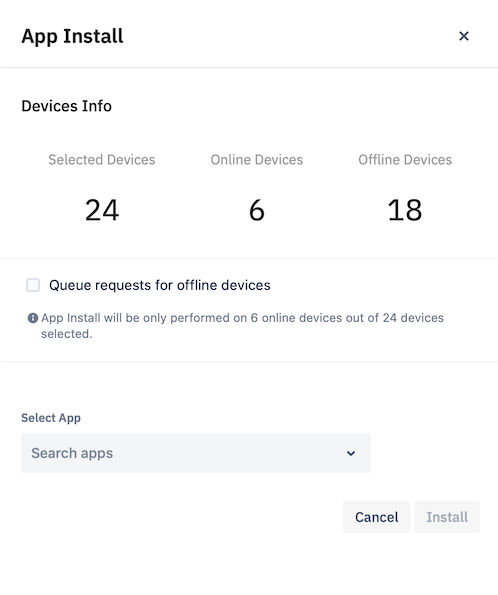 App Install
Devices Info
Selected Devices
Online Devices
Offline Devices
24
6
18
Queue requests for offline devices
App Install will be only performed on 6 online devices out of 24 devices
selected.
Select App
Search apps
Cancel
Install